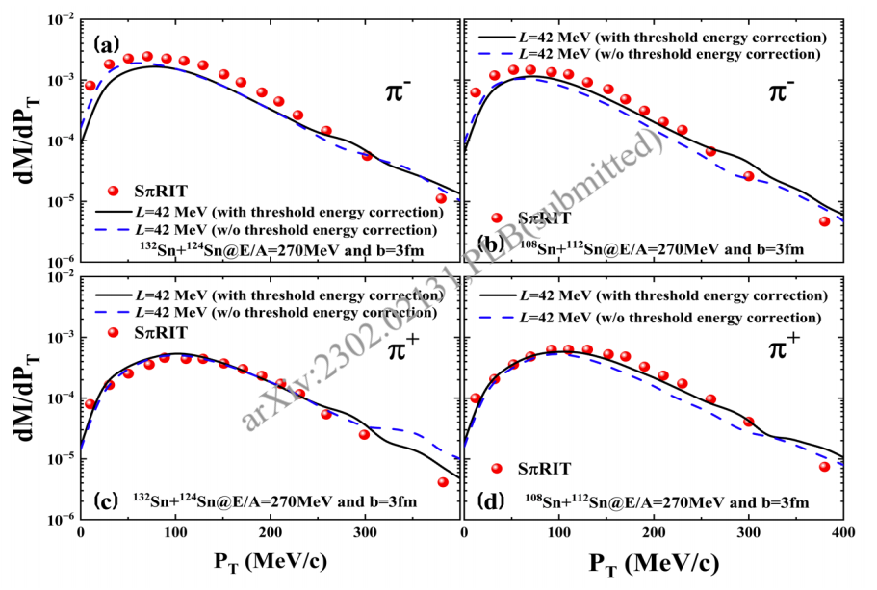 10⁻²
10⁻³
10⁻⁴
10⁻⁵
10⁻⁶
dM/dP_T
(a)
π⁻
SπRIT
L=42 MeV (with threshold energy correction)
L=42 MeV (w/o threshold energy correction)
¹³²Sn+¹²⁴Sn@E/A=270MeV and b=3fm
L=42 MeV (with threshold energy correction)
L=42 MeV (w/o threshold energy correction)
π⁻
SπRIT
(b)
¹⁰⁸Sn+¹¹²Sn@E/A=270MeV and b=3fm
10⁻²
10⁻³
10⁻⁴
10⁻⁵
10⁻⁶
dM/dP_T
L=42 MeV (with threshold energy correction)
L=42 MeV (w/o threshold energy correction)
SπRIT
π⁺
(c)
¹³²Sn+¹²⁴Sn@E/A=270MeV and b=3fm
0 100 200 300
P_T (MeV/c)
L=42 MeV (with threshold energy correction)
L=42 MeV (w/o threshold energy correction)
π⁺
SπRIT
(d)
¹⁰⁸Sn+¹¹²Sn@E/A=270MeV and b=3fm
0 100 200 300 400
P_T (MeV/c)
arXiv:2302.02131,PLB(submitted)